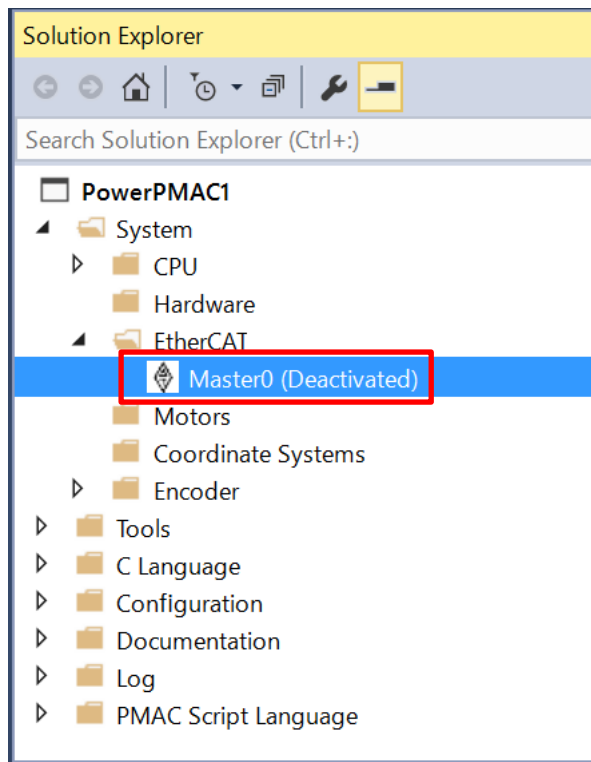 Solution Explorer
Search Solution Explorer (Ctrl+:)
PowerPMAC1
System
CPU
Hardware
EtherCAT
Master0 (Deactivated)
Motors
Coordinate Systems
Encoder
Tools
C Language
Configuration
Documentation
Log
PMAC Script Language